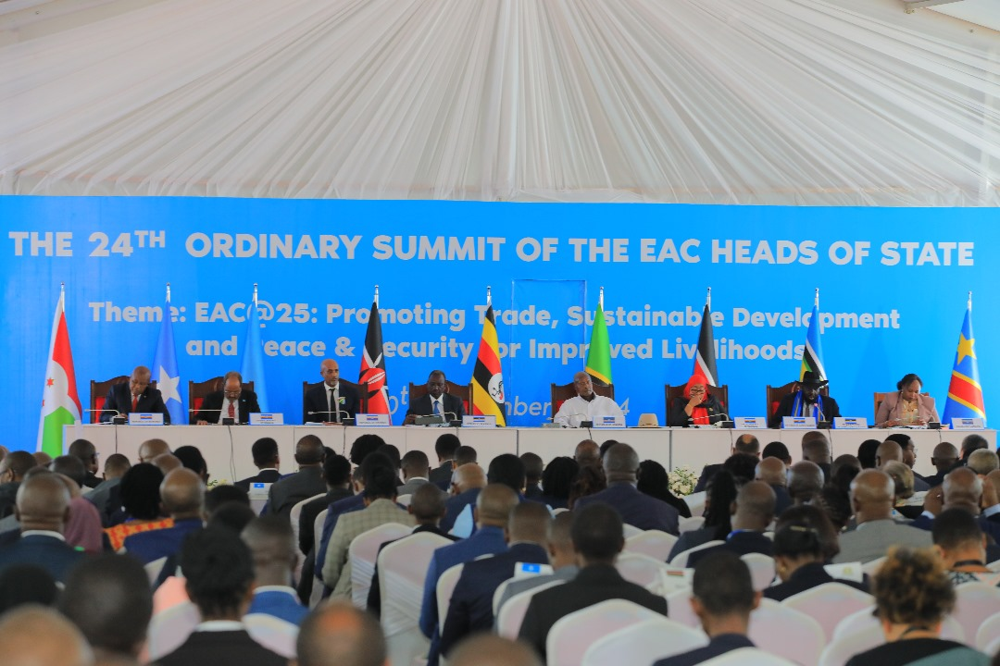 THE 24TH ORDINARY SUMMIT OF THE EAC HEADS OF STATE
Theme: EAC@25: Promoting Trade, Sustainable Development
and Peace & Security for Improved Livelihoods